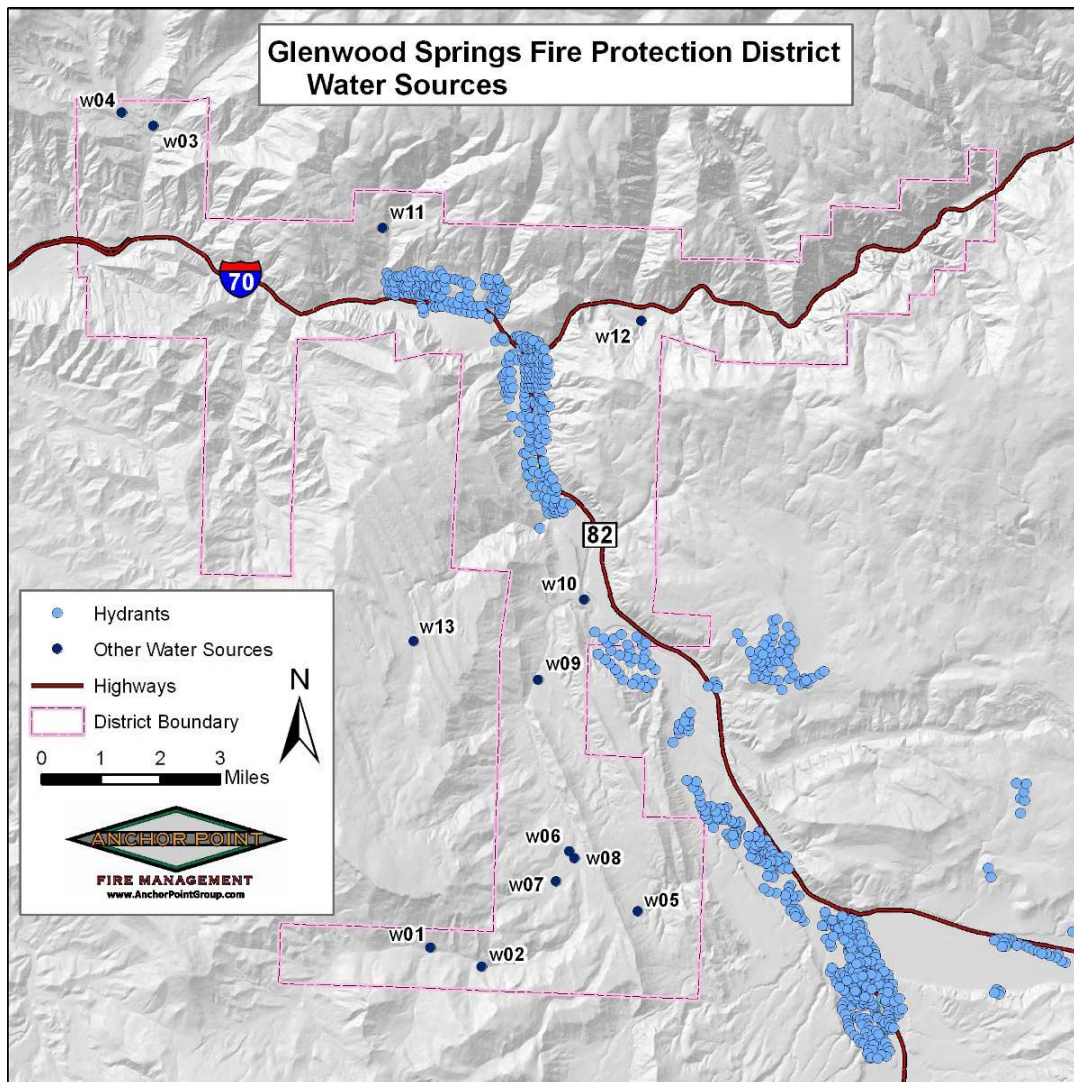 Glenwood Springs Fire Protection District
Water Sources
w04
w03
w11
70
w12
82
w10
w13
w09
w06
w08
w07
w05
w01
w02
Hydrants
Other Water Sources
Highways
District Boundary
N
0 1 2 3
Miles
ANCHOR POINT
FIRE MANAGEMENT
www.AnchorPointGroup.com